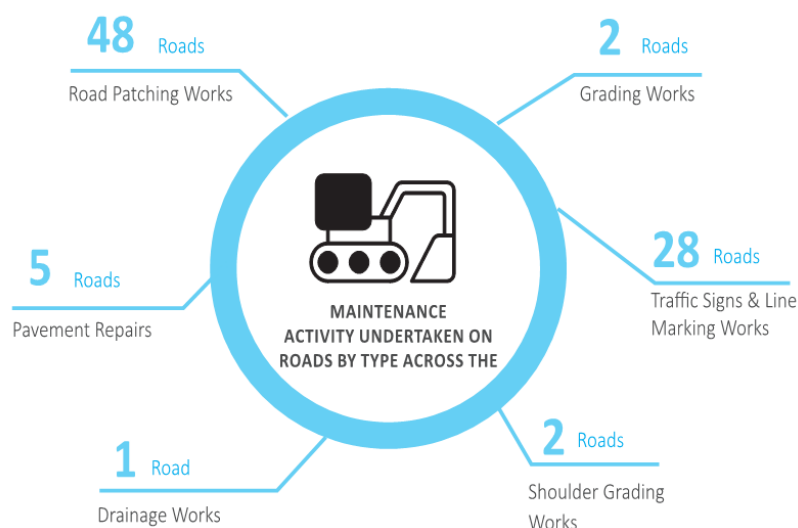 48 Roads
Road Patching Works
2 Roads
Grading Works
5 Roads
Pavement Repairs
28 Roads
Traffic Signs & Line
Marking Works
MAINTENANCE
ACTIVITY UNDERTAKEN ON
ROADS BY TYPE ACROSS THE
1 Road
Drainage Works
2 Roads
Shoulder Grading
Works